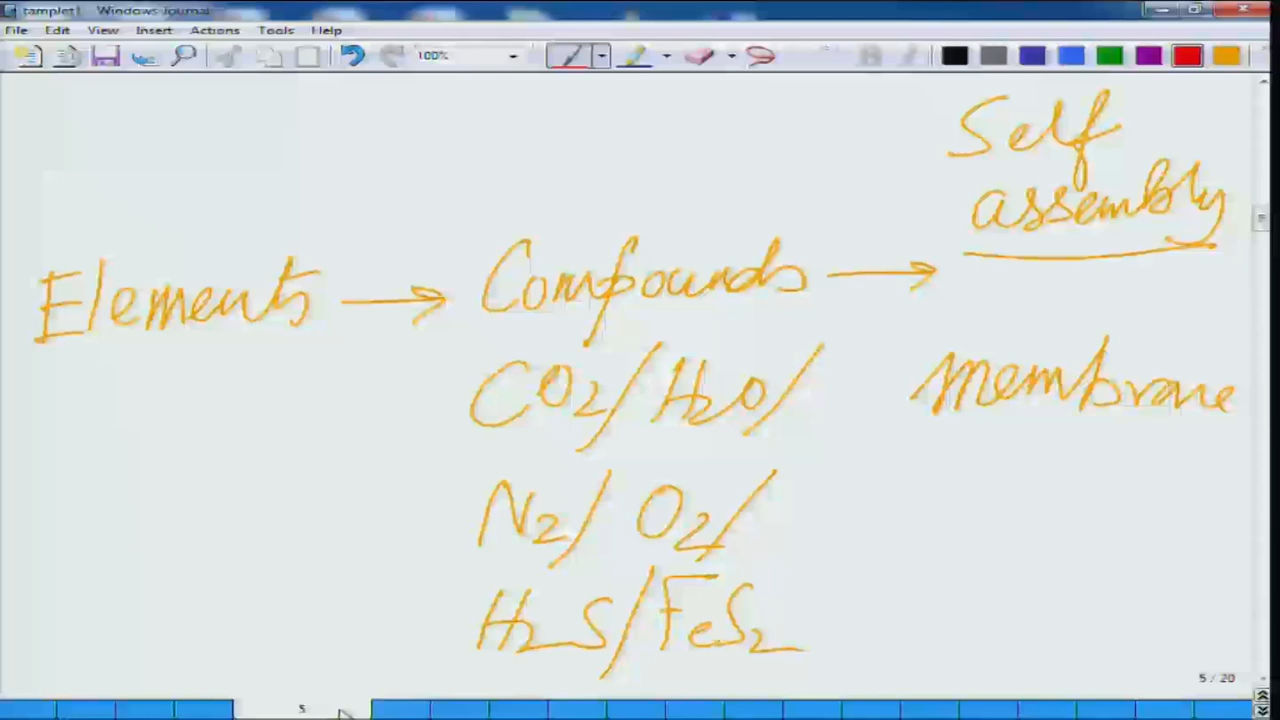 tamplet1 - Windows Journal
File Edit View Insert Actions Tools Help
100%
B
Self
assembly
Elements → Compounds →
CO2/H2O/
membrane
N2/ O2/
H2S/FeS2
5 / 20
5